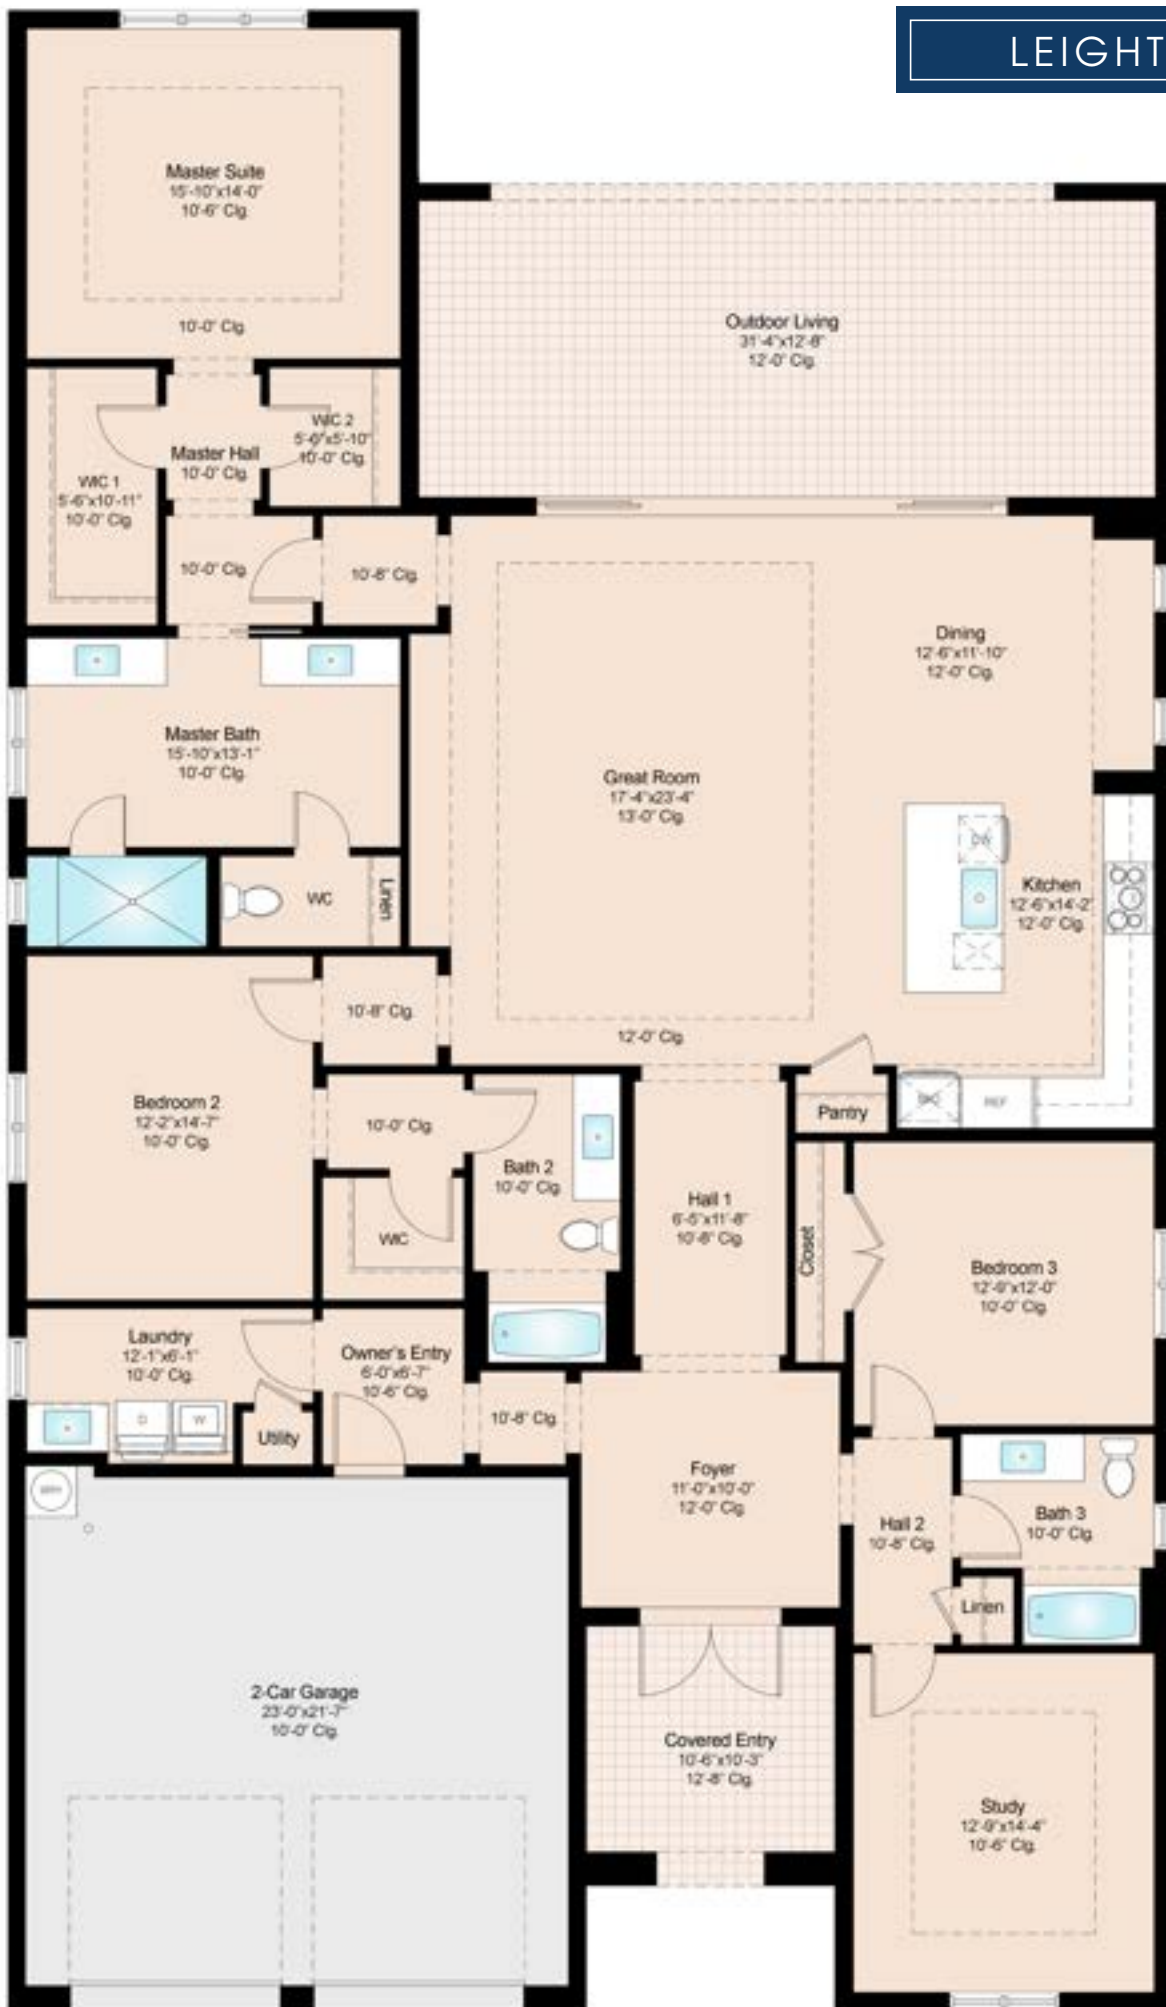 LEIGHT
Master Suite
15'-10"x14'-0"
10'-6" Clg.
10'-0" Clg.
Outdoor Living
31'-4"x12'-8"
12'-0" Clg.
WIC 2
5'-6"x5'-10"
10'-0" Clg.
Master Hall
10'-0" Clg.
WIC 1
5'-6"x10'-11"
10'-0" Clg.
10'-0" Clg.
10'-8" Clg.
Dining
12'-6"x11'-10"
12'-0" Clg.
Master Bath
15'-10"x13'-1"
10'-0" Clg.
Great Room
17'-4"x23'-4"
13'-0" Clg.
DW
Kitchen
12'-6"x14'-2"
12'-0" Clg.
WC
Linen
10'-8" Clg.
12'-0" Clg.
Bedroom 2
12'-2"x14'-7"
10'-0" Clg.
10'-0" Clg.
Pantry
REF
Bath 2
10'-0" Clg.
Hall 1
6'-5"x11'-8"
10'-8" Clg.
WIC
Closet
Bedroom 3
12'-9"x12'-0"
10'-0" Clg.
Laundry
12'-1"x6'-1"
10'-0" Clg.
Owner's Entry
6'-0"x6'-7"
10'-6" Clg.
10'-8" Clg.
D
W
Utility
Foyer
11'-0"x10'-0"
12'-0" Clg.
Hall 2
10'-8" Clg.
Bath 3
10'-0" Clg.
Linen
2-Car Garage
23'-0"x21'-7"
10'-0" Clg.
Covered Entry
10'-6"x10'-3"
12'-8" Clg.
Study
12'-9"x14'-4"
10'-6" Clg.